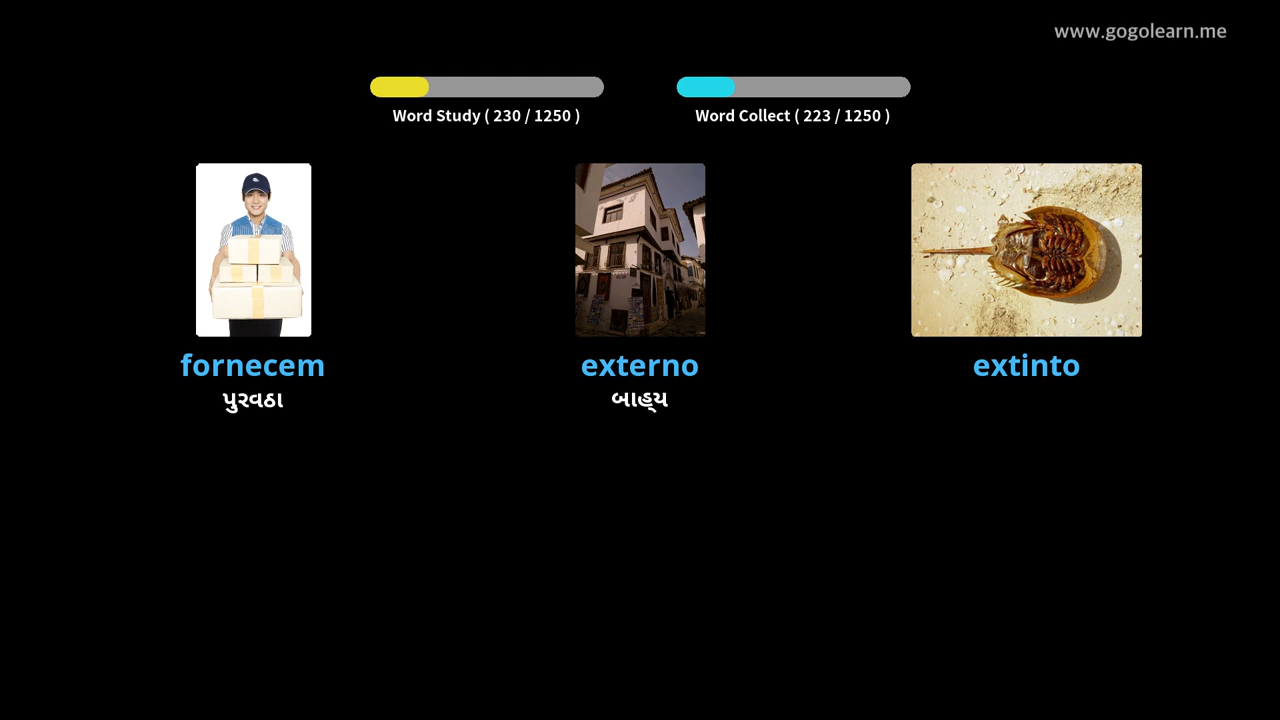 www.gogolearn.me
Word Study ( 230 / 1250 )
Word Collect ( 223 / 1250 )
fornecem
externo
extinto
પુરવઠા
બાહ્ય